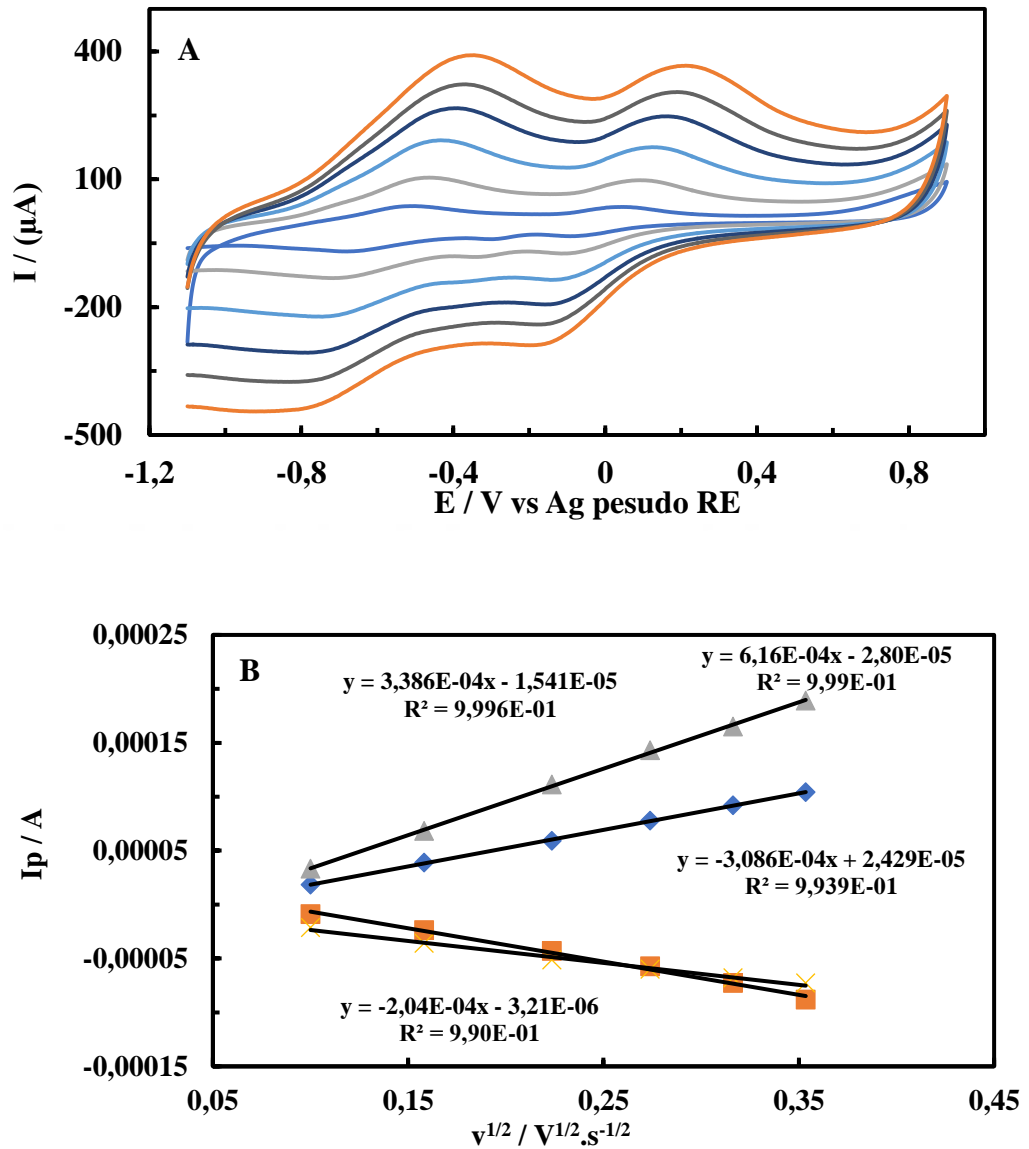 A
400
100
-200
-500
-1,2
-0,8
-0,4
0
0,4
0,8
I / (µA)
E / V vs Ag pesudo RE
B
0,00025
0,00015
0,00005
-0,00005
-0,00015
y = 6,16E-04x - 2,80E-05
R² = 9,99E-01
y = 3,386E-04x - 1,541E-05
R² = 9,996E-01
y = -3,086E-04x + 2,429E-05
R² = 9,939E-01
y = -2,04E-04x - 3,21E-06
R² = 9,90E-01
0,05
0,15
0,25
0,35
0,45
Ip / A
v¹/² / V¹/².s⁻¹/²